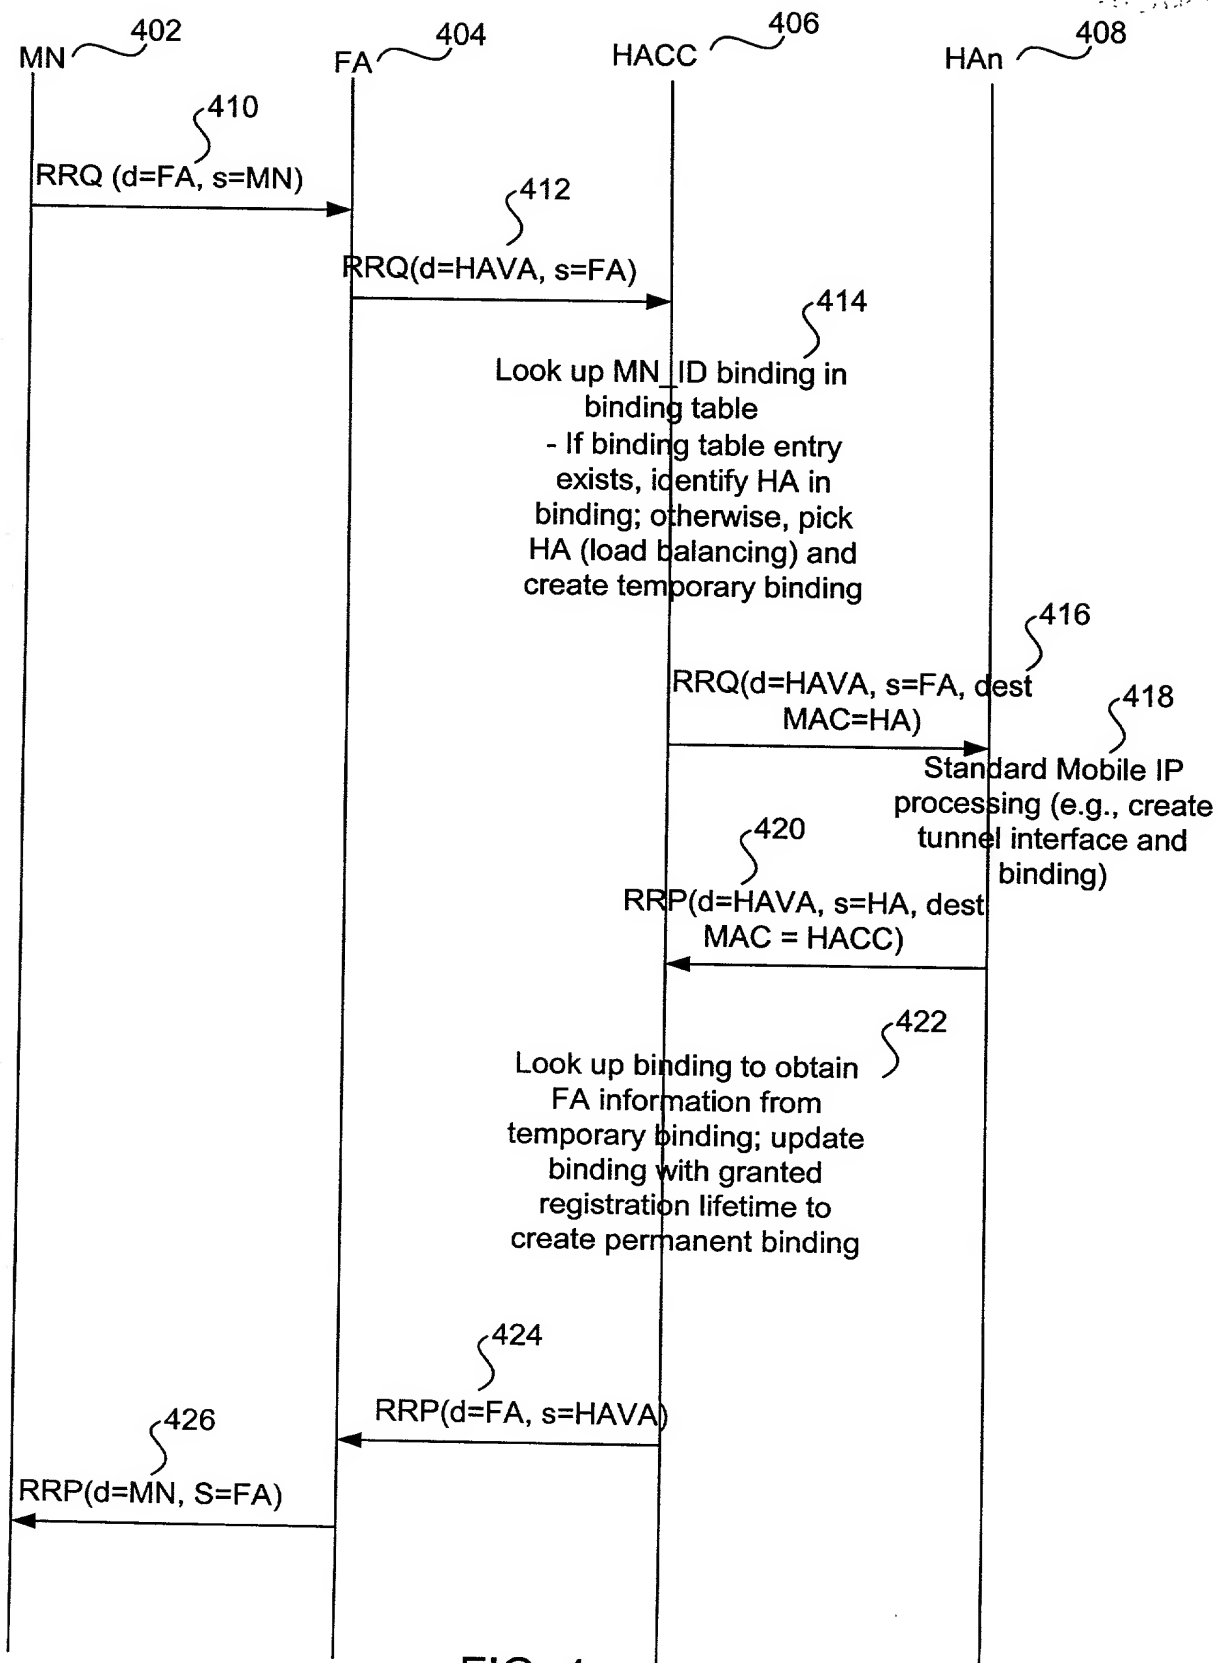 402
404
406
408
MN
FA
HACC
HAn
410
RRQ (d=FA, s=MN)
412
RRQ(d=HAVA, s=FA)
414
Look up MN_ID binding in
binding table
- If binding table entry
exists, identify HA in
binding; otherwise, pick
HA (load balancing) and
create temporary binding
416
RRQ(d=HAVA, s=FA, dest
MAC=HA)
418
Standard Mobile IP
processing (e.g., create
tunnel interface and
binding)
420
RRP(d=HAVA, s=HA, dest
MAC = HACC)
422
Look up binding to obtain
FA information from
temporary binding; update
binding with granted
registration lifetime to
create permanent binding
424
RRP(d=FA, s=HAVA)
426
RRP(d=MN, S=FA)